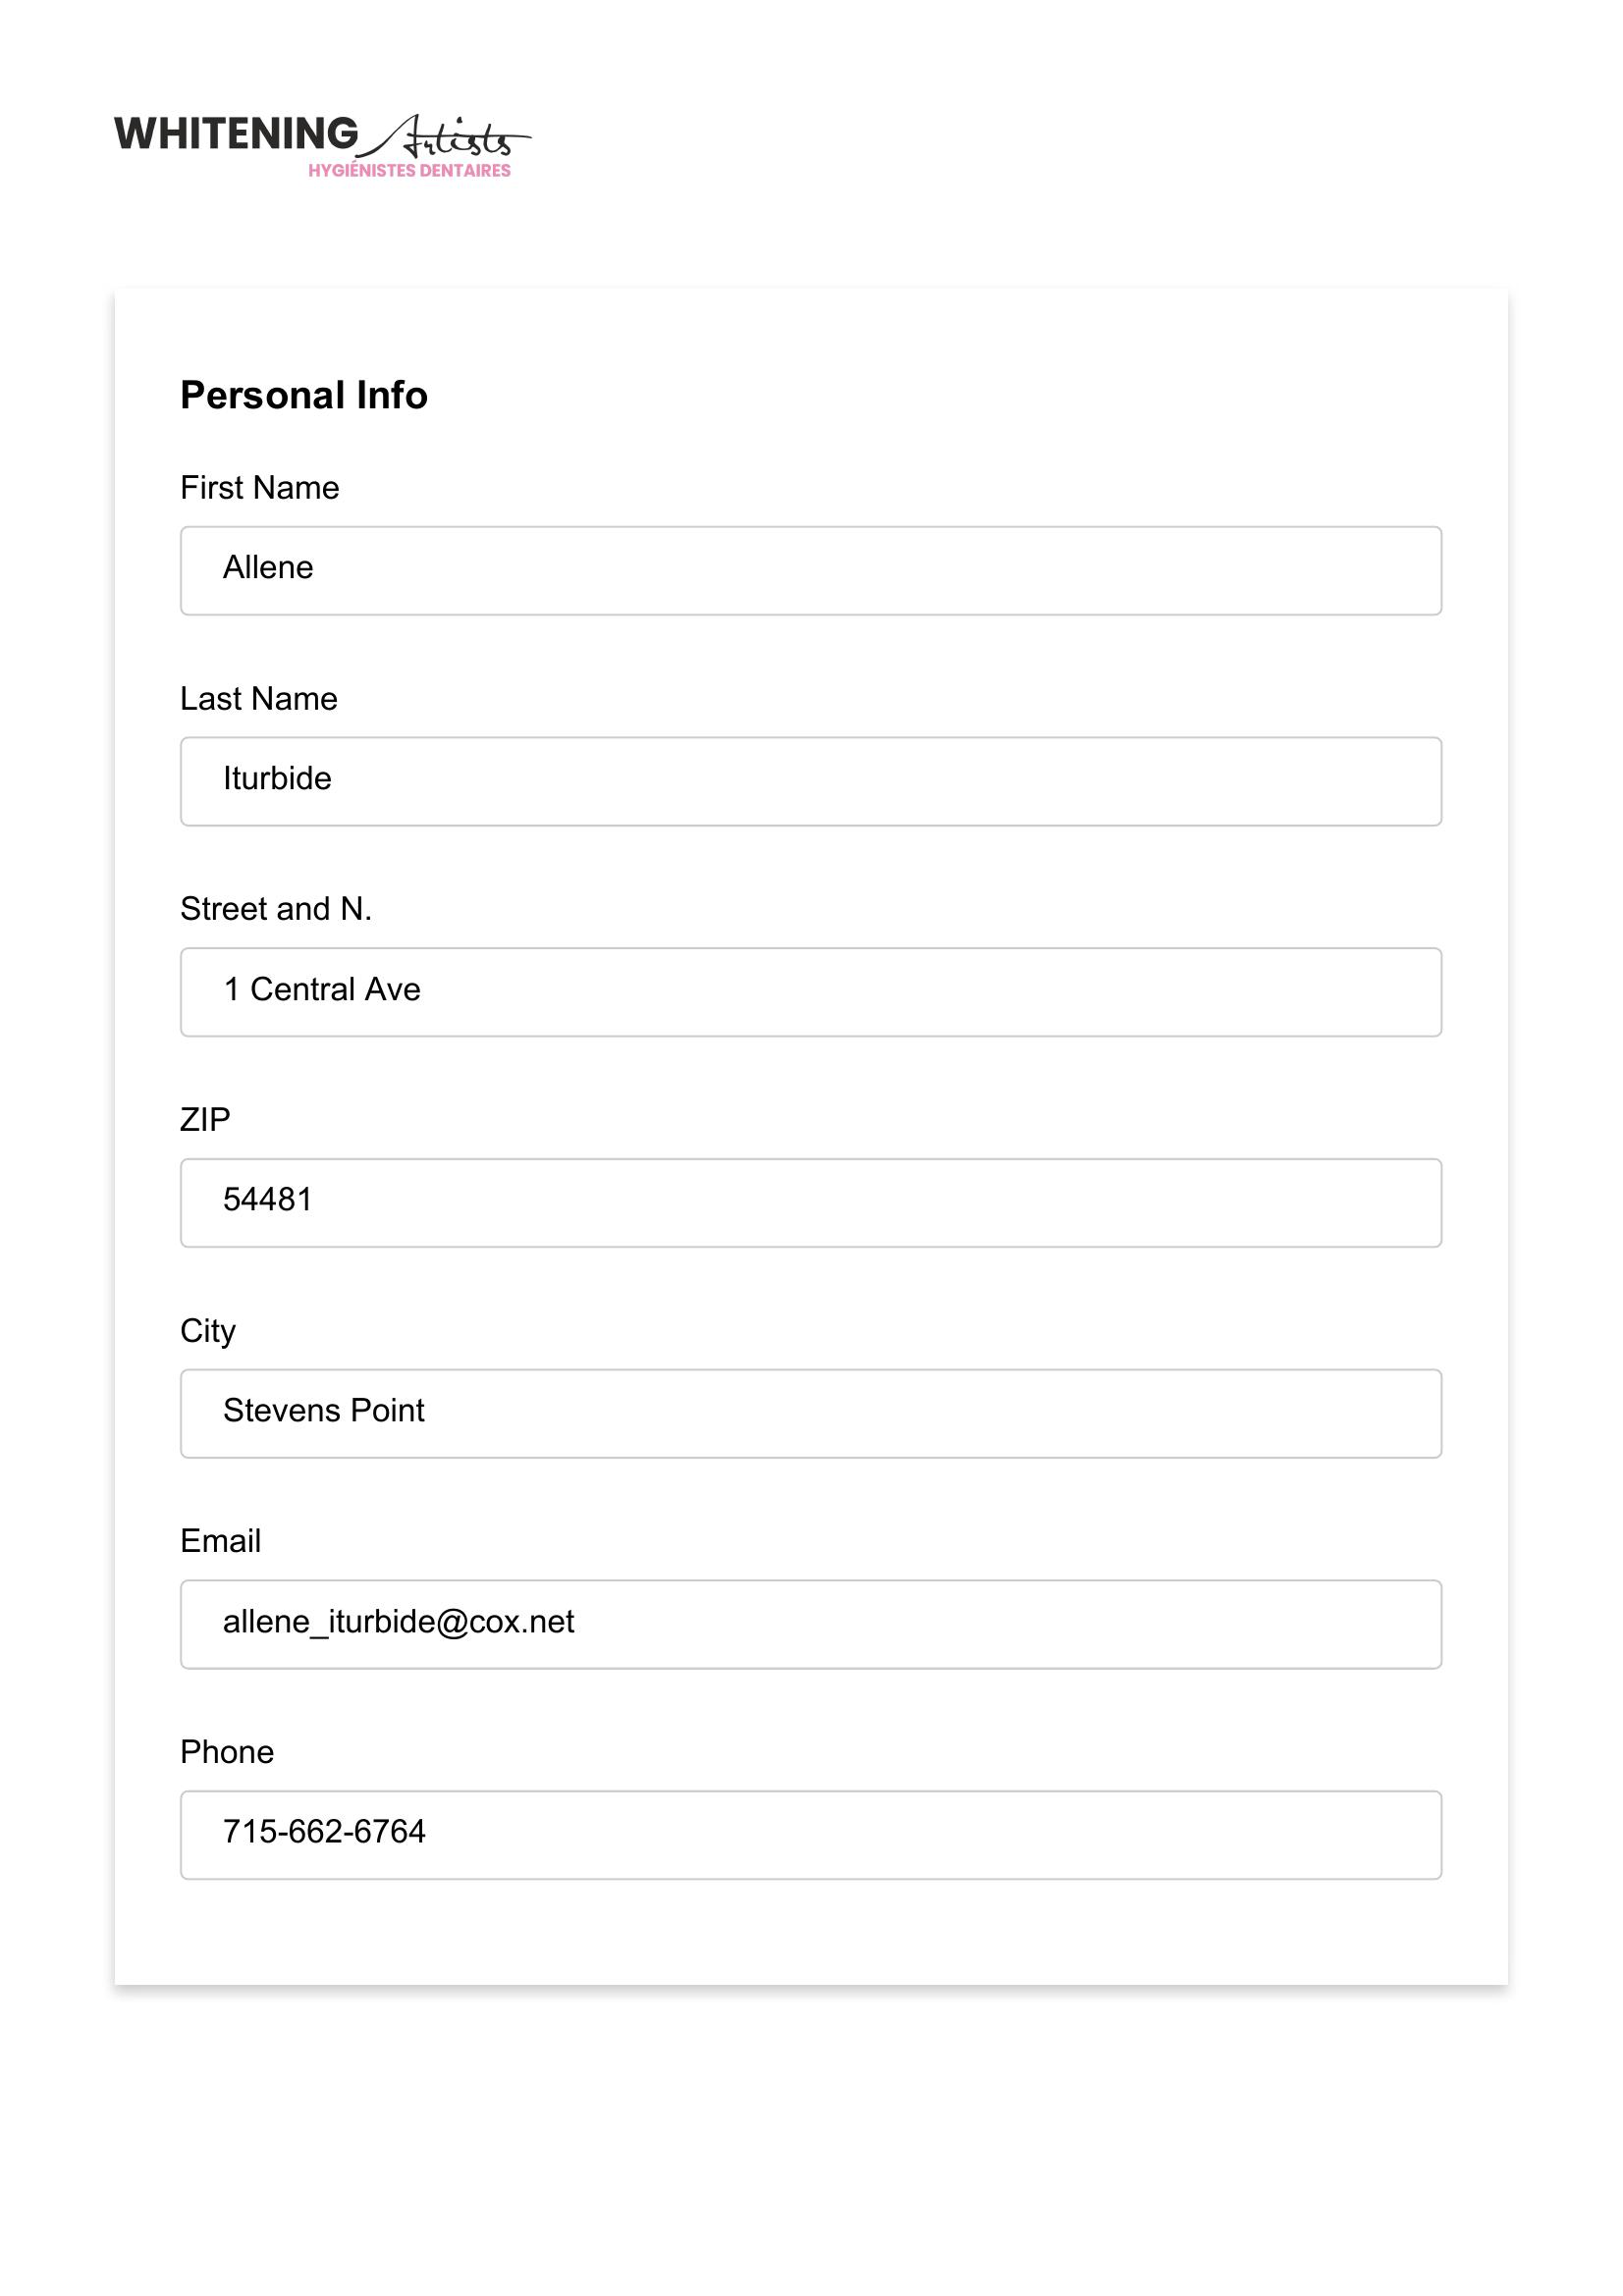 WHITENING Artists
HYGIÉNISTES DENTAIRES
Personal Info
First Name
Allene
Last Name
Iturbide
Street and N.
1 Central Ave
ZIP
54481
City
Stevens Point
Email
allene_iturbide@cox.net
Phone
715-662-6764